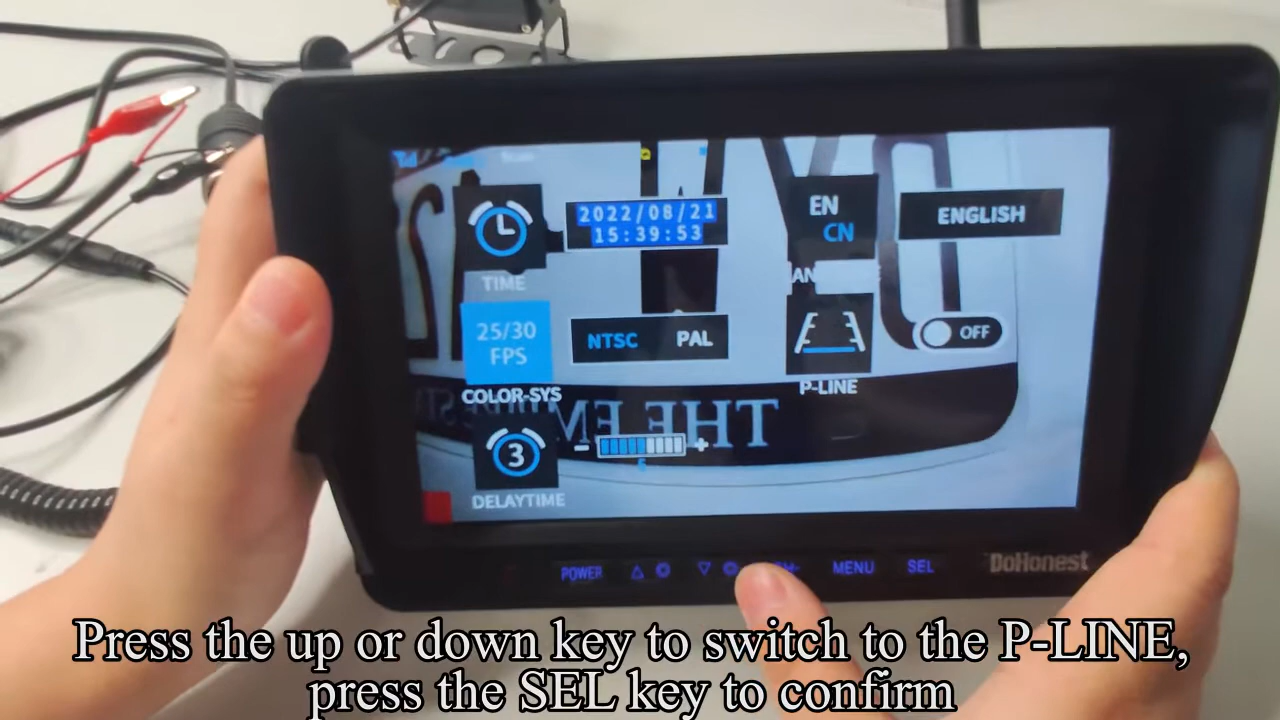 2022/08/21
15:39:53
TIME
EN
CN
ENGLISH
25/30
FPS
COLOR-SYS
NTSC PAL
OFF
P-LINE
THE EM
3
DELAYTIME
- +
5
POWER
MENU
SEL
DoHonest
Press the up or down key to switch to the P-LINE,
press the SEL key to confirm